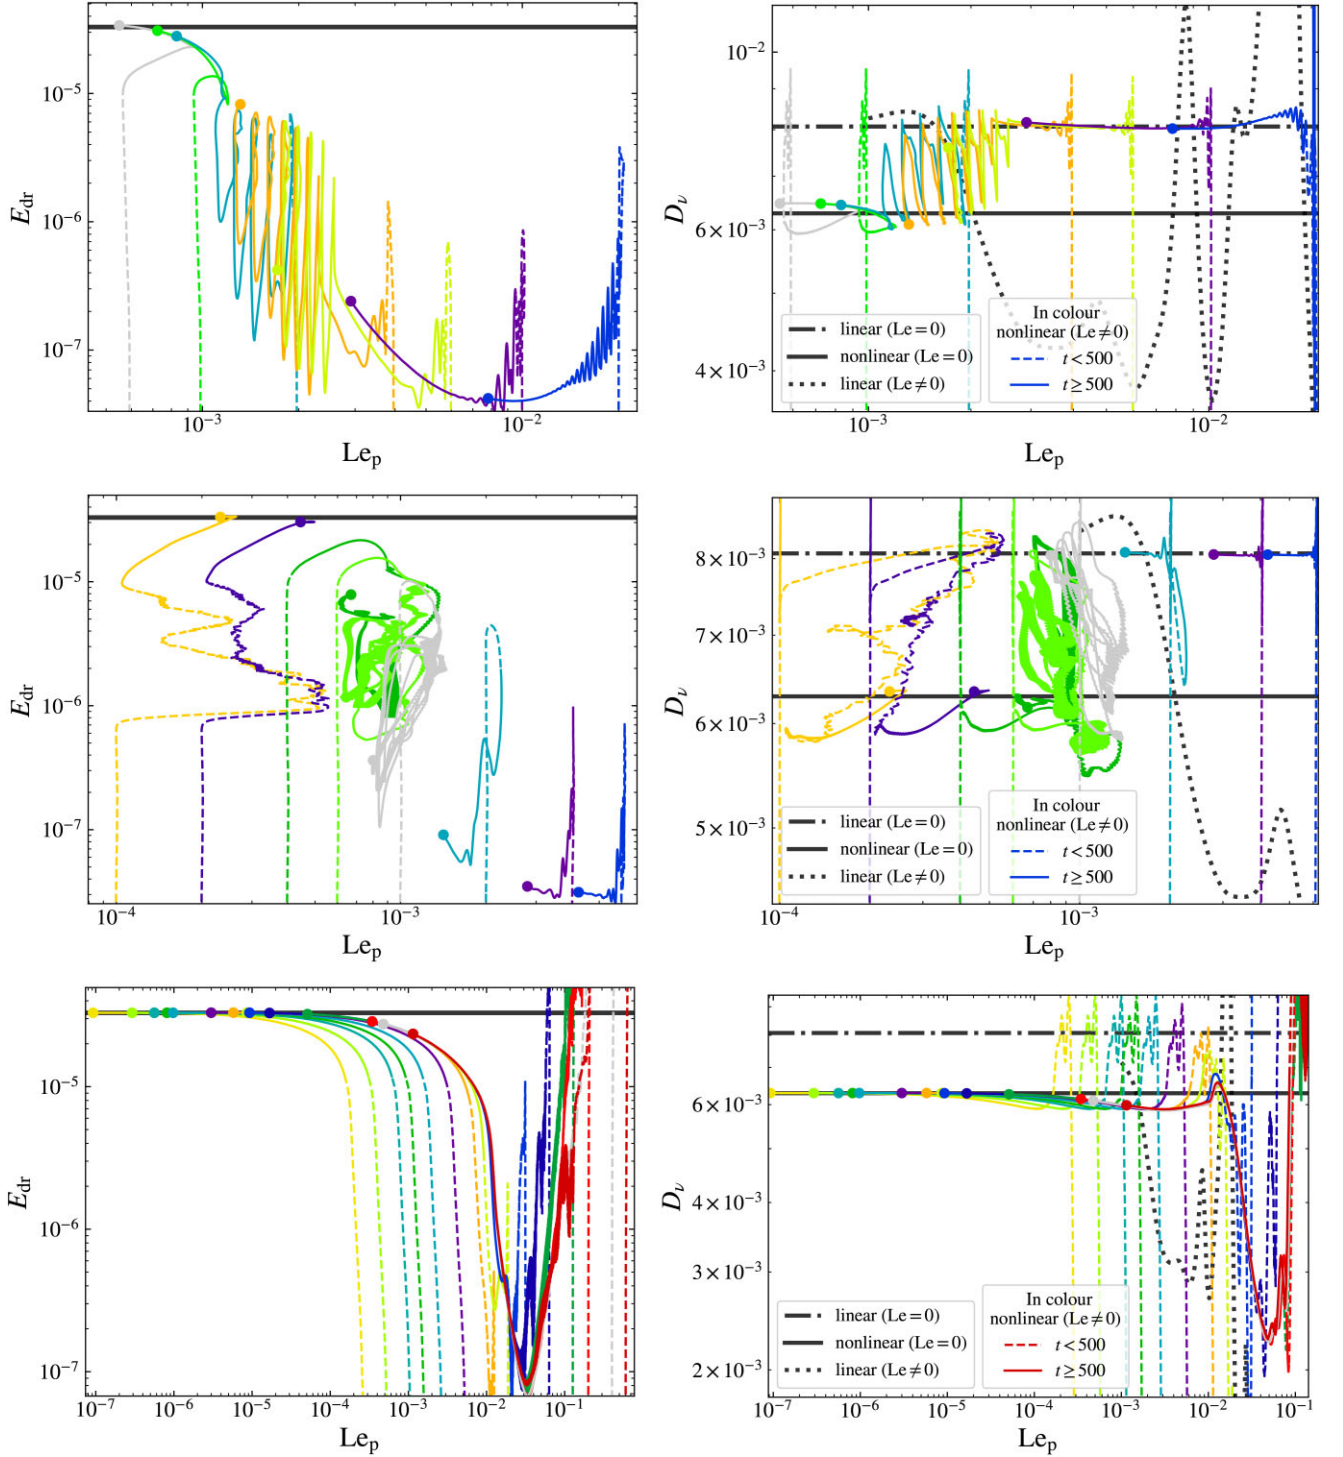 10⁻⁵
10⁻⁶
10⁻⁷
E_dr
10⁻³
10⁻²
Le_p
10⁻²
6 × 10⁻³
4 × 10⁻³
D_ν
linear (Le = 0)
nonlinear (Le = 0)
linear (Le ≠ 0)
In colour
nonlinear (Le ≠ 0)
t < 500
t ≥ 500
10⁻³
10⁻²
Le_p
10⁻⁵
10⁻⁶
10⁻⁷
E_dr
10⁻⁴
10⁻³
Le_p
8 × 10⁻³
7 × 10⁻³
6 × 10⁻³
5 × 10⁻³
D_ν
linear (Le = 0)
nonlinear (Le = 0)
linear (Le ≠ 0)
In colour
nonlinear (Le ≠ 0)
t < 500
t ≥ 500
10⁻⁴
10⁻³
Le_p
10⁻⁵
10⁻⁶
10⁻⁷
E_dr
10⁻⁷
10⁻⁶
10⁻⁵
10⁻⁴
10⁻³
10⁻²
10⁻¹
Le_p
6 × 10⁻³
4 × 10⁻³
3 × 10⁻³
2 × 10⁻³
D_ν
linear (Le = 0)
nonlinear (Le = 0)
linear (Le ≠ 0)
In colour
nonlinear (Le ≠ 0)
t < 500
t ≥ 500
10⁻⁷
10⁻⁶
10⁻⁵
10⁻⁴
10⁻³
10⁻²
10⁻¹
Le_p